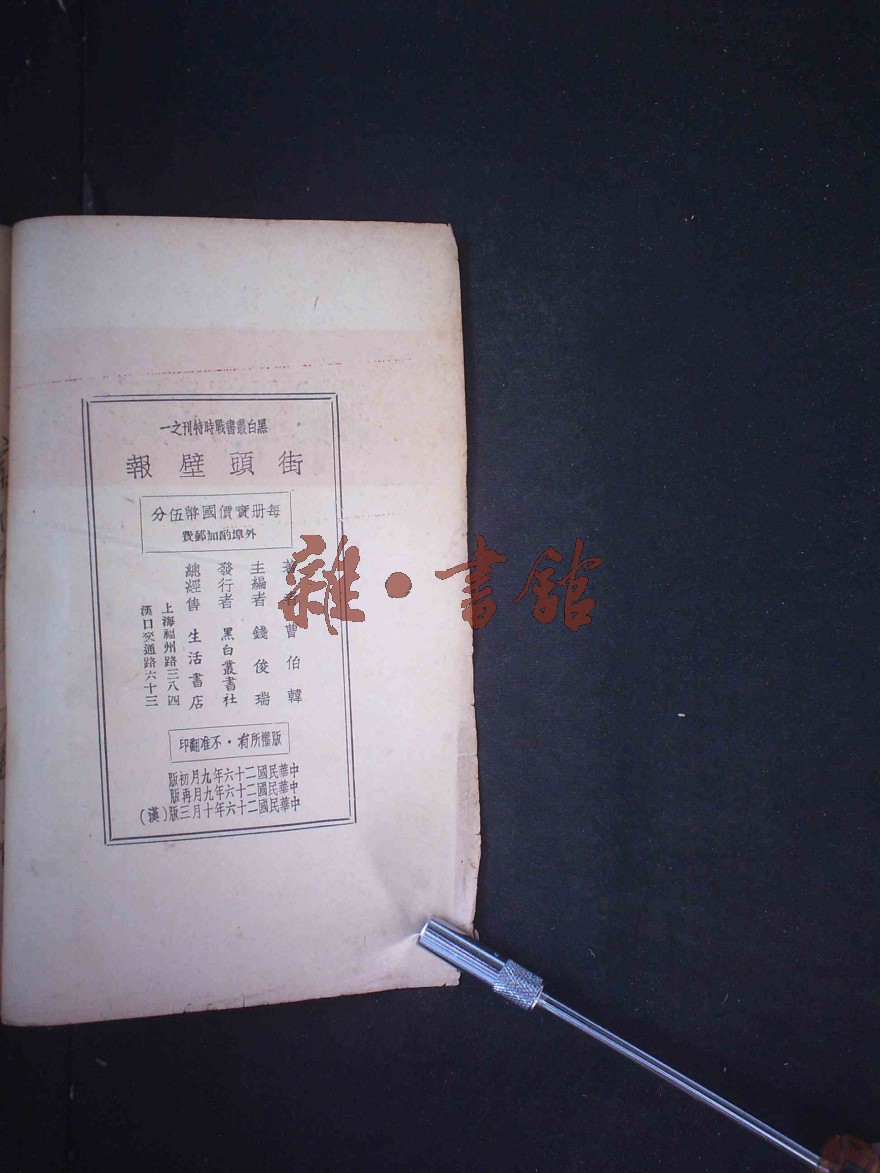 黑白叢書戰時特刊之一
街頭壁報
每册實價國幣伍分
外埠酌加郵費
著者 曹伯韓
主編者 錢俊瑞
發行者 黑白叢書社
總經售 生活書店
上海福州路三八四
漢口交通路六十三
版權所有·不准翻印
中華民國二十六年九月初版
中華民國二十六年九月再版
中華民國二十六年十月三版(漢)
雜·書館